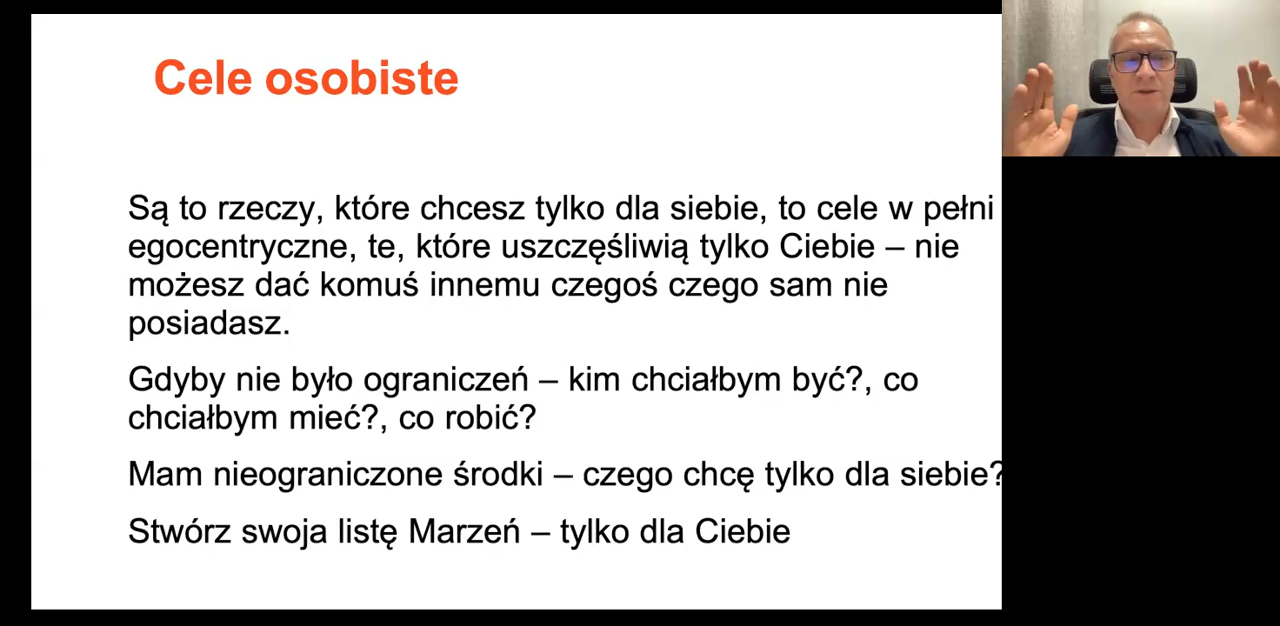 Cele osobiste
Są to rzeczy, które chcesz tylko dla siebie, to cele w pełni
egocentryczne, te, które uszczęśliwią tylko Ciebie – nie
możesz dać komuś innemu czegoś czego sam nie
posiadasz.
Gdyby nie było ograniczeń – kim chciałbym być?, co
chciałbym mieć?, co robić?
Mam nieograniczone środki – czego chcę tylko dla siebie?
Stwórz swoja listę Marzeń – tylko dla Ciebie